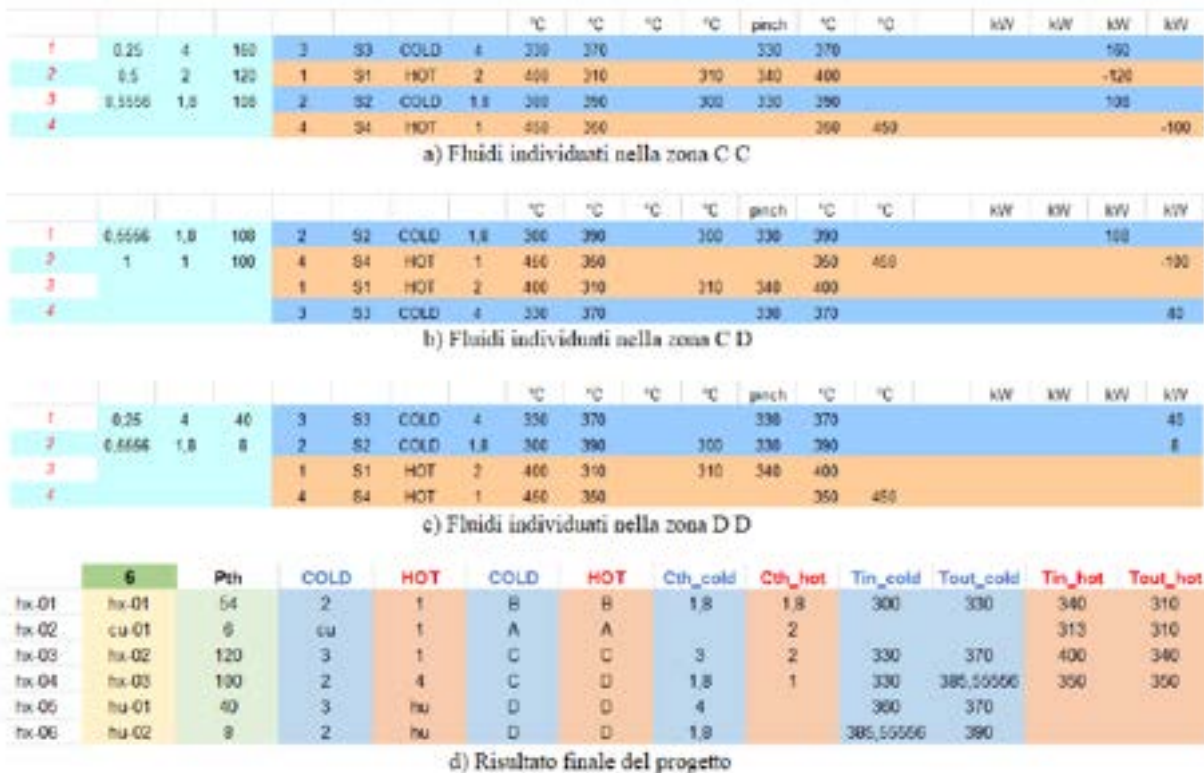 °C °C °C °C pinch °C °C kW kW kW kW
1 0.25 4 160 3 S3 COLD 4 330 370 330 370 160
2 0.5 2 120 1 S1 HOT 2 400 310 310 340 400 -120
3 0,5556 1,8 108 2 S2 COLD 1,8 300 390 300 330 390 108
4 4 S4 HOT 1 450 350 350 450 -100
a) Fluidi individuati nella zona C C
°C °C °C °C pinch °C °C kW kW kW kW
1 0,5556 1,8 108 2 S2 COLD 1,8 300 390 300 330 390 108
2 1 1 100 4 S4 HOT 1 450 350 350 450 -100
3 1 S1 HOT 2 400 310 310 340 400
4 3 S3 COLD 4 330 370 330 370 40
b) Fluidi individuati nella zona C D
°C °C °C °C pinch °C °C kW kW kW kW
1 0,25 4 40 3 S3 COLD 4 330 370 330 370 40
2 0,5556 1,8 8 2 S2 COLD 1,8 300 390 300 330 390 8
3 1 S1 HOT 2 400 310 310 340 400
4 4 S4 HOT 1 450 350 350 450
c) Fluidi individuati nella zona D D
6 Pth COLD HOT COLD HOT Cth_cold Cth_hot Tin_cold Tout_cold Tin_hot Tout_hot
hx-01 hx-01 54 2 1 B B 1,8 1,8 300 330 340 310
hx-02 cu-01 6 cu 1 A A 2 313 310
hx-03 hx-02 120 3 1 C C 3 2 330 370 400 340
hx-04 hx-03 100 2 4 C D 1,8 1 330 385,55556 350 350
hx-05 hu-01 40 3 hu D D 4 360 370
hx-06 hu-02 8 2 hu D D 1,8 385,55556 390
d) Risultato finale del progetto